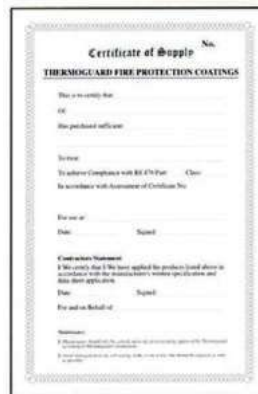 No.
Certificate of Supply
THERMOGUARD FIRE PROTECTION COATINGS
This is to certify that
Of
Has purchased sufficient
To treat
To achieve Compliance with BS 476 Part Class
In accordance with Assessment of Certificate No
For use at
Date Signed
Contractors Statement
I/We certify that I/We have applied the products listed above in
accordance with the manufacturer's written specification and
data sheet application.
Date Signed
For and on Behalf of